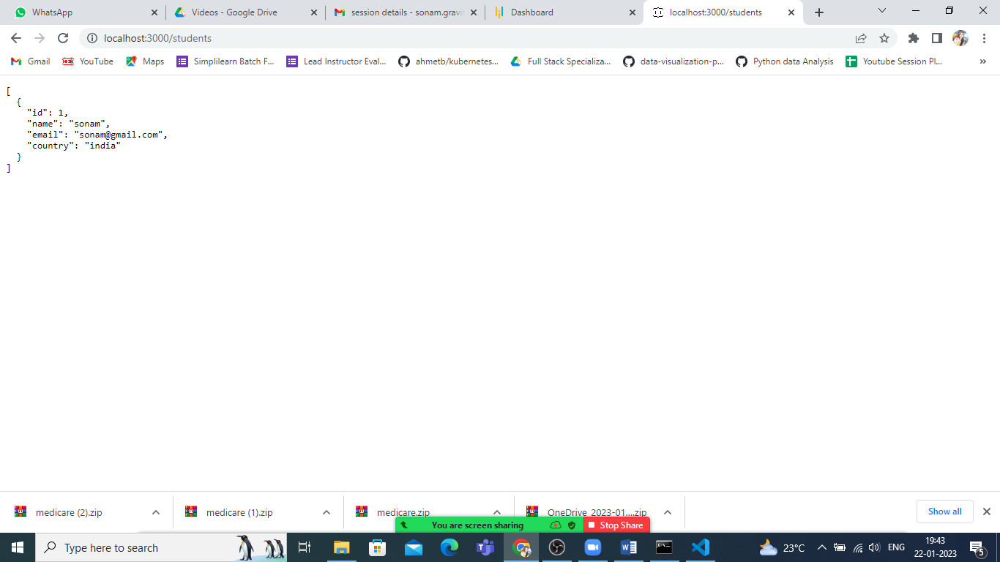 WhatsApp
Videos - Google Drive
session details - sonam.gravit
Dashboard
localhost:3000/students
localhost:3000/students
Gmail
YouTube
Maps
Simplilearn Batch F...
Lead Instructor Eval...
ahmetb/kubernetes...
Full Stack Specializa...
data-visualization-p...
Python data Analysis
Youtube Session Pl...
»
[
{
"id": 1,
"name": "sonam",
"email": "sonam@gmail.com",
"country": "india"
}
]
medicare (2).zip
medicare (1).zip
medicare.zip
OneDrive_2023-01....zip
Show all
You are screen sharing
Stop Share
Type here to search
23°C
ENG
19:43
22-01-2023
5